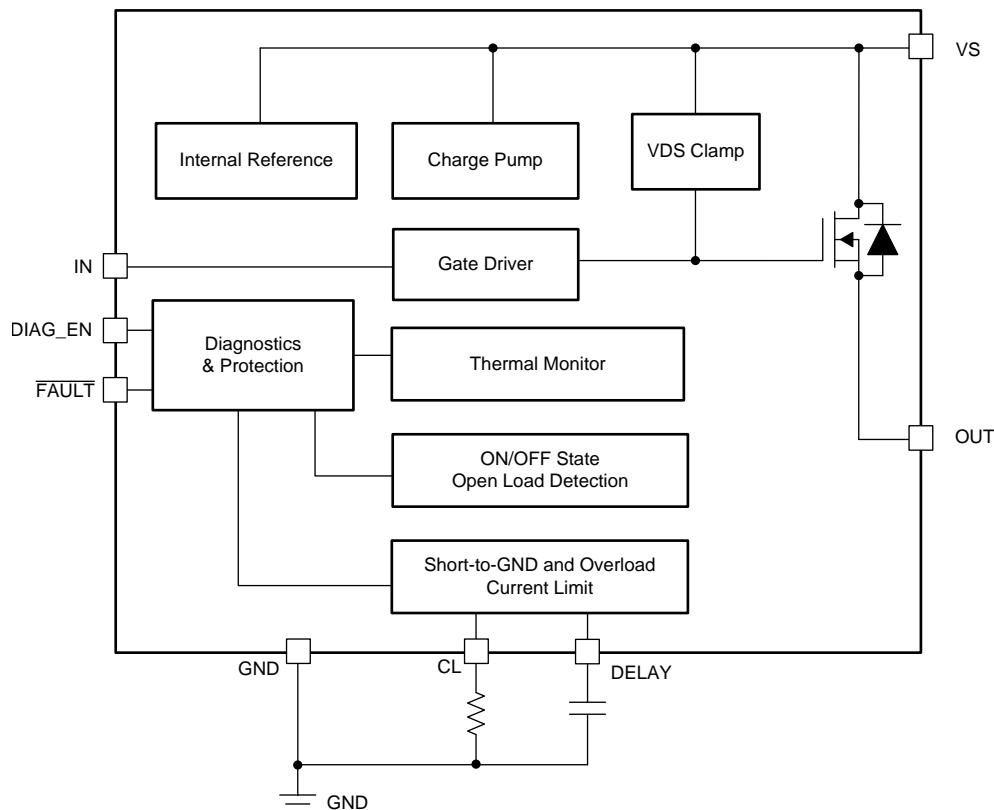 VS
Internal Reference
Charge Pump
VDS Clamp
IN
Gate Driver
DIAG_EN
Diagnostics
& Protection
Thermal Monitor
FAULT
OUT
ON/OFF State
Open Load Detection
Short-to-GND and Overload
Current Limit
GND
CL
DELAY
GND